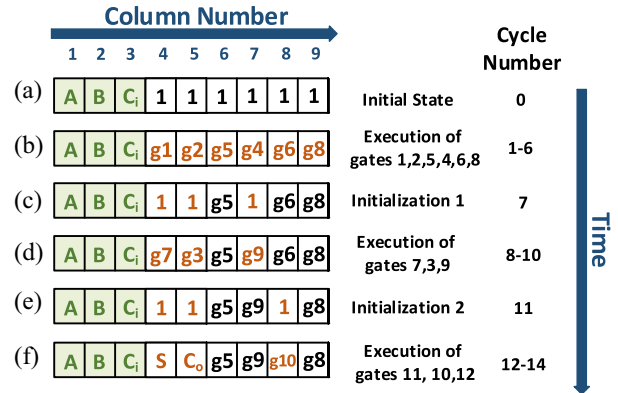 Column Number
1 2 3 4 5 6 7 8 9
Cycle
Number
(a) A B Ci 1 1 1 1 1 1 Initial State 0
(b) A B Ci g1 g2 g5 g4 g6 g8 Execution of
gates 1,2,5,4,6,8 1-6
(c) A B Ci 1 1 g5 1 g6 g8 Initialization 1 7
(d) A B Ci g7 g3 g5 g9 g6 g8 Execution of
gates 7,3,9 8-10
(e) A B Ci 1 1 g5 g9 1 g8 Initialization 2 11
(f) A B Ci S Co g5 g9 g10 g8 Execution of
gates 11, 10,12 12-14
Time